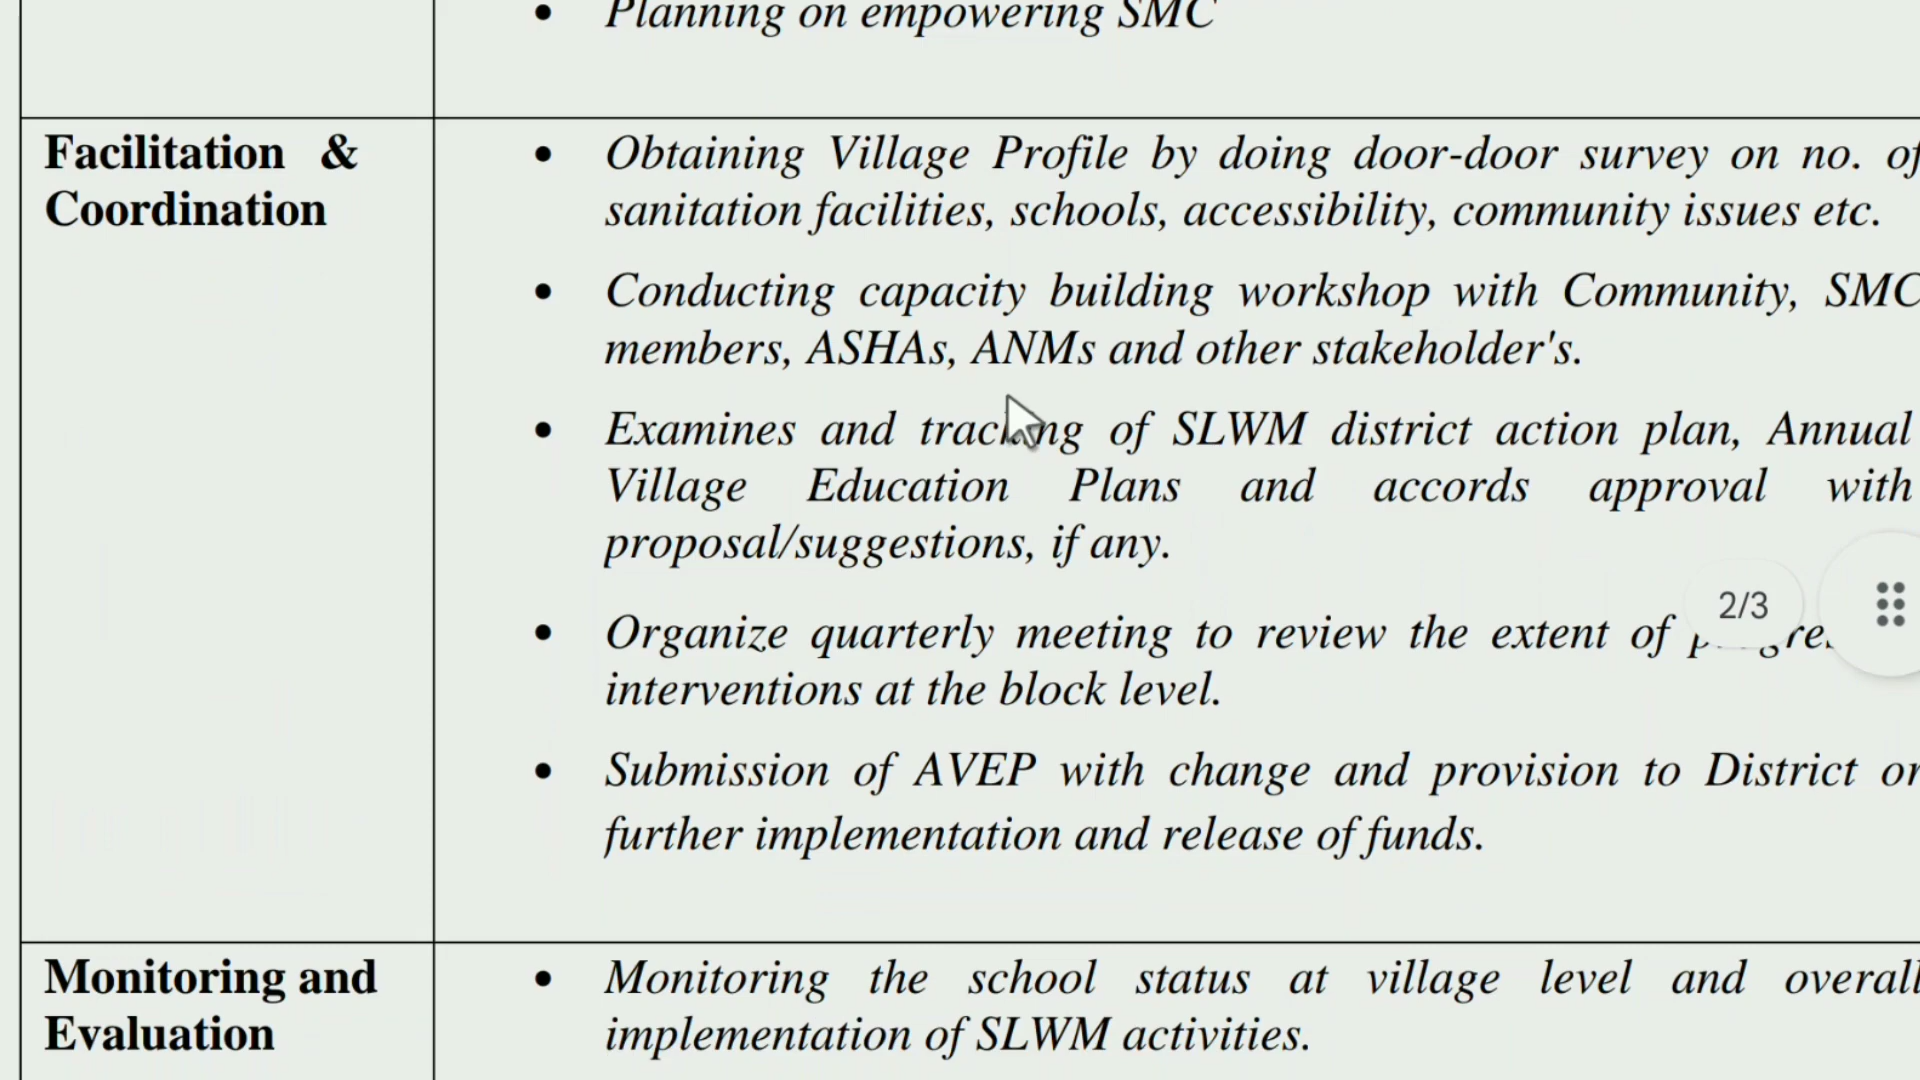 Planning on empowering SMC
Facilitation &
Coordination
• Obtaining Village Profile by doing door-door survey on no. of
sanitation facilities, schools, accessibility, community issues etc.
• Conducting capacity building workshop with Community, SMC
members, ASHAs, ANMs and other stakeholder's.
• Examines and tracking of SLWM district action plan, Annual
Village Education Plans and accords approval with
proposal/suggestions, if any.
• Organize quarterly meeting to review the extent of
interventions at the block level.
• Submission of AVEP with change and provision to District or
further implementation and release of funds.
2/3
Monitoring and
Evaluation
• Monitoring the school status at village level and overall
implementation of SLWM activities.